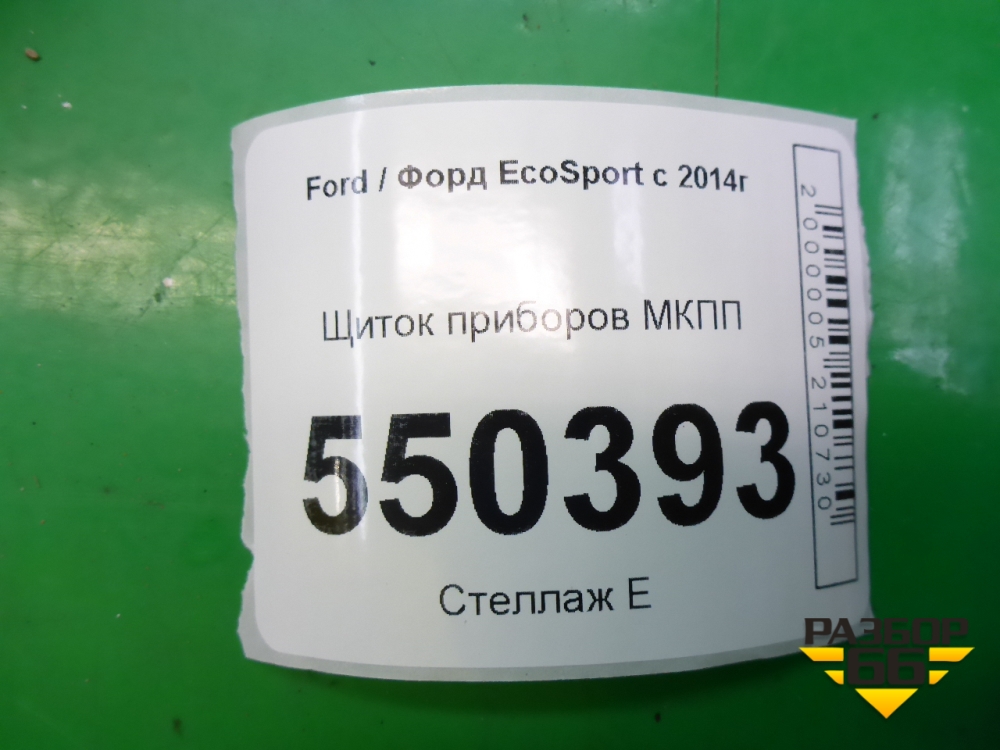 Ford / Форд EcoSport с 2014г
Щиток приборов МКПП
550393
Стеллаж Е
2000005210730
РАЗБОР
66